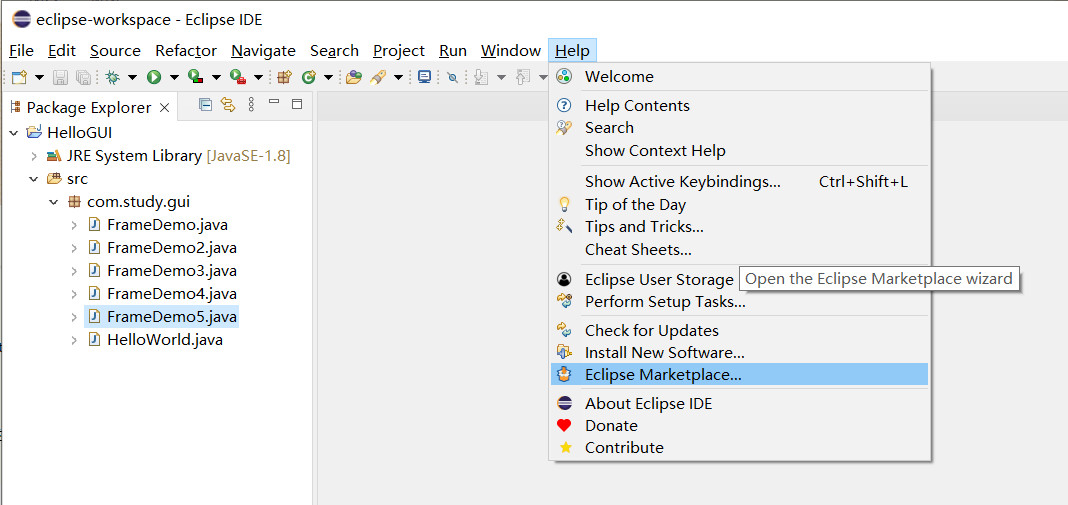 eclipse-workspace - Eclipse IDE
File Edit Source Refactor Navigate Search Project Run Window Help
Package Explorer
HelloGUI
JRE System Library [JavaSE-1.8]
src
com.study.gui
FrameDemo.java
FrameDemo2.java
FrameDemo3.java
FrameDemo4.java
FrameDemo5.java
HelloWorld.java
Welcome
Help Contents
Search
Show Context Help
Show Active Keybindings... Ctrl+Shift+L
Tip of the Day
Tips and Tricks...
Cheat Sheets...
Eclipse User Storage
Open the Eclipse Marketplace wizard
Perform Setup Tasks...
Check for Updates
Install New Software...
Eclipse Marketplace...
About Eclipse IDE
Donate
Contribute